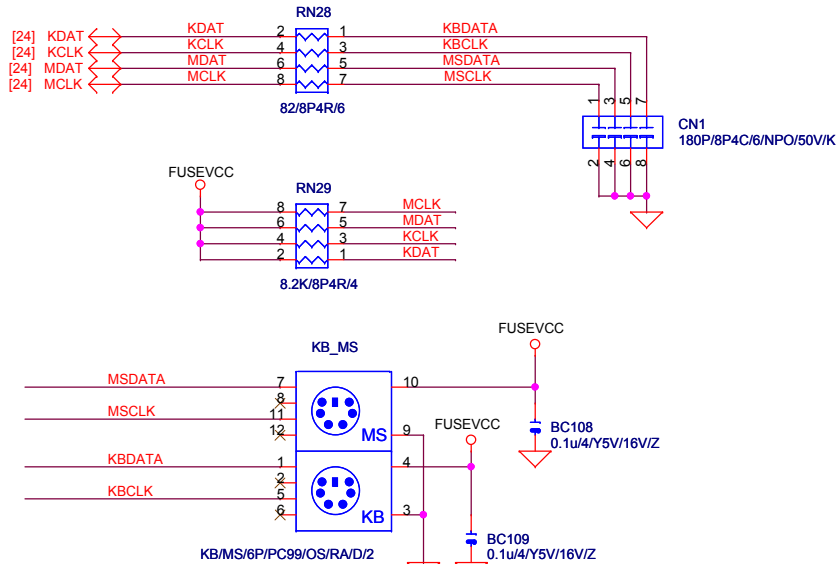 RN28
[24] KDAT KDAT 2 1 KBDATA
[24] KCLK KCLK 4 3 KBCLK
[24] MDAT MDAT 6 5 MSDATA
[24] MCLK MCLK 8 7 MSCLK
82/8P4R/6
1 3 5 7
CN1
180P/8P4C/6/NPO/50V/K
2 4 6 8
FUSEVCC
RN29
8 7 MCLK
6 5 MDAT
4 3 KCLK
2 1 KDAT
8.2K/8P4R/4
FUSEVCC
KB_MS
MSDATA 7 10
8
MSCLK 11
FUSEVCC
12 MS 9
BC108
0.1u/4/Y5V/16V/Z
KBDATA 1 4
2
KBCLK 5
6 KB 3
BC109
KB/MS/6P/PC99/OS/RA/D/2
0.1u/4/Y5V/16V/Z